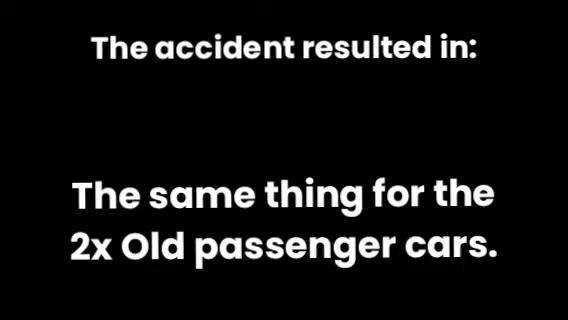 The accident resulted in:
The same thing for the
2x Old passenger cars.